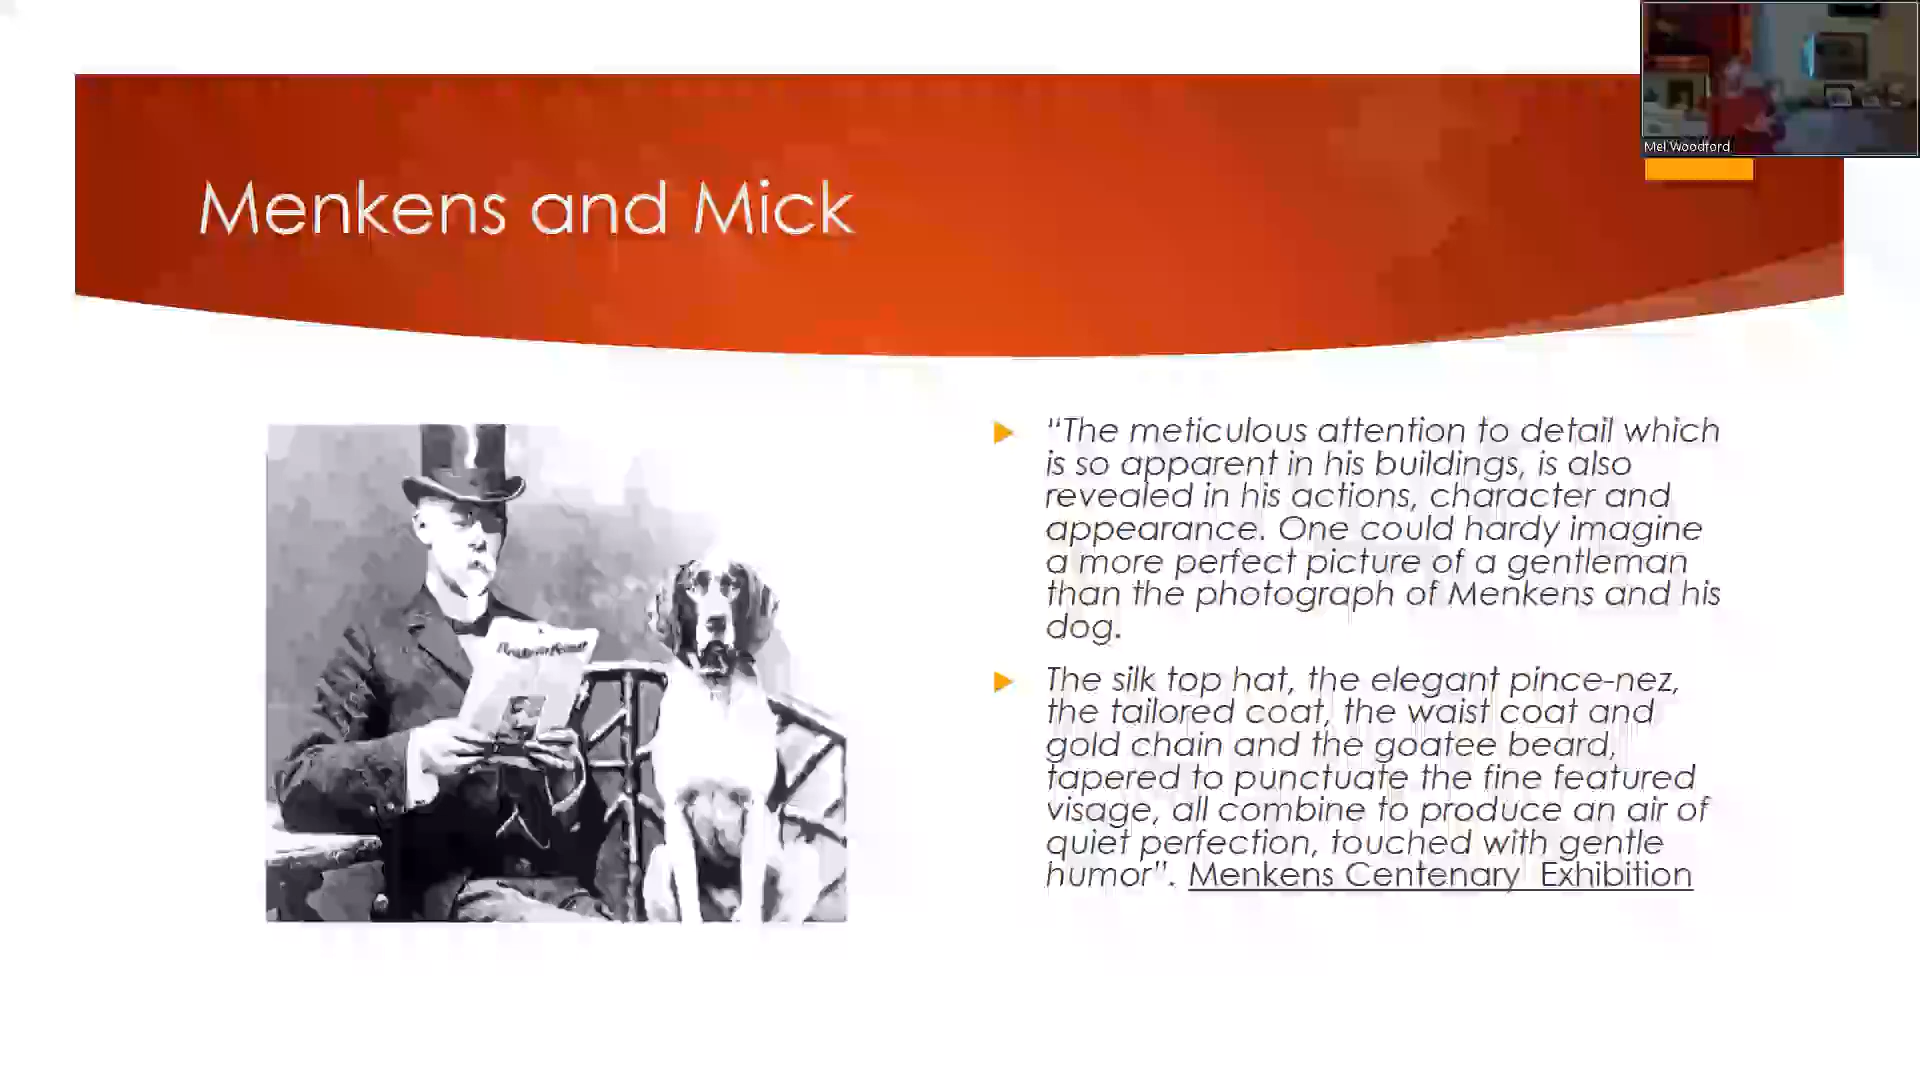 Mel Woodford
Menkens and Mick
“The meticulous attention to detail which
is so apparent in his buildings, is also
revealed in his actions, character and
appearance. One could hardy imagine
a more perfect picture of a gentleman
than the photograph of Menkens and his
dog.
The silk top hat, the elegant pince-nez,
the tailored coat, the waist coat and
gold chain and the goatee beard,
tapered to punctuate the fine featured
visage, all combine to produce an air of
quiet perfection, touched with gentle
humor”. Menkens Centenary Exhibition